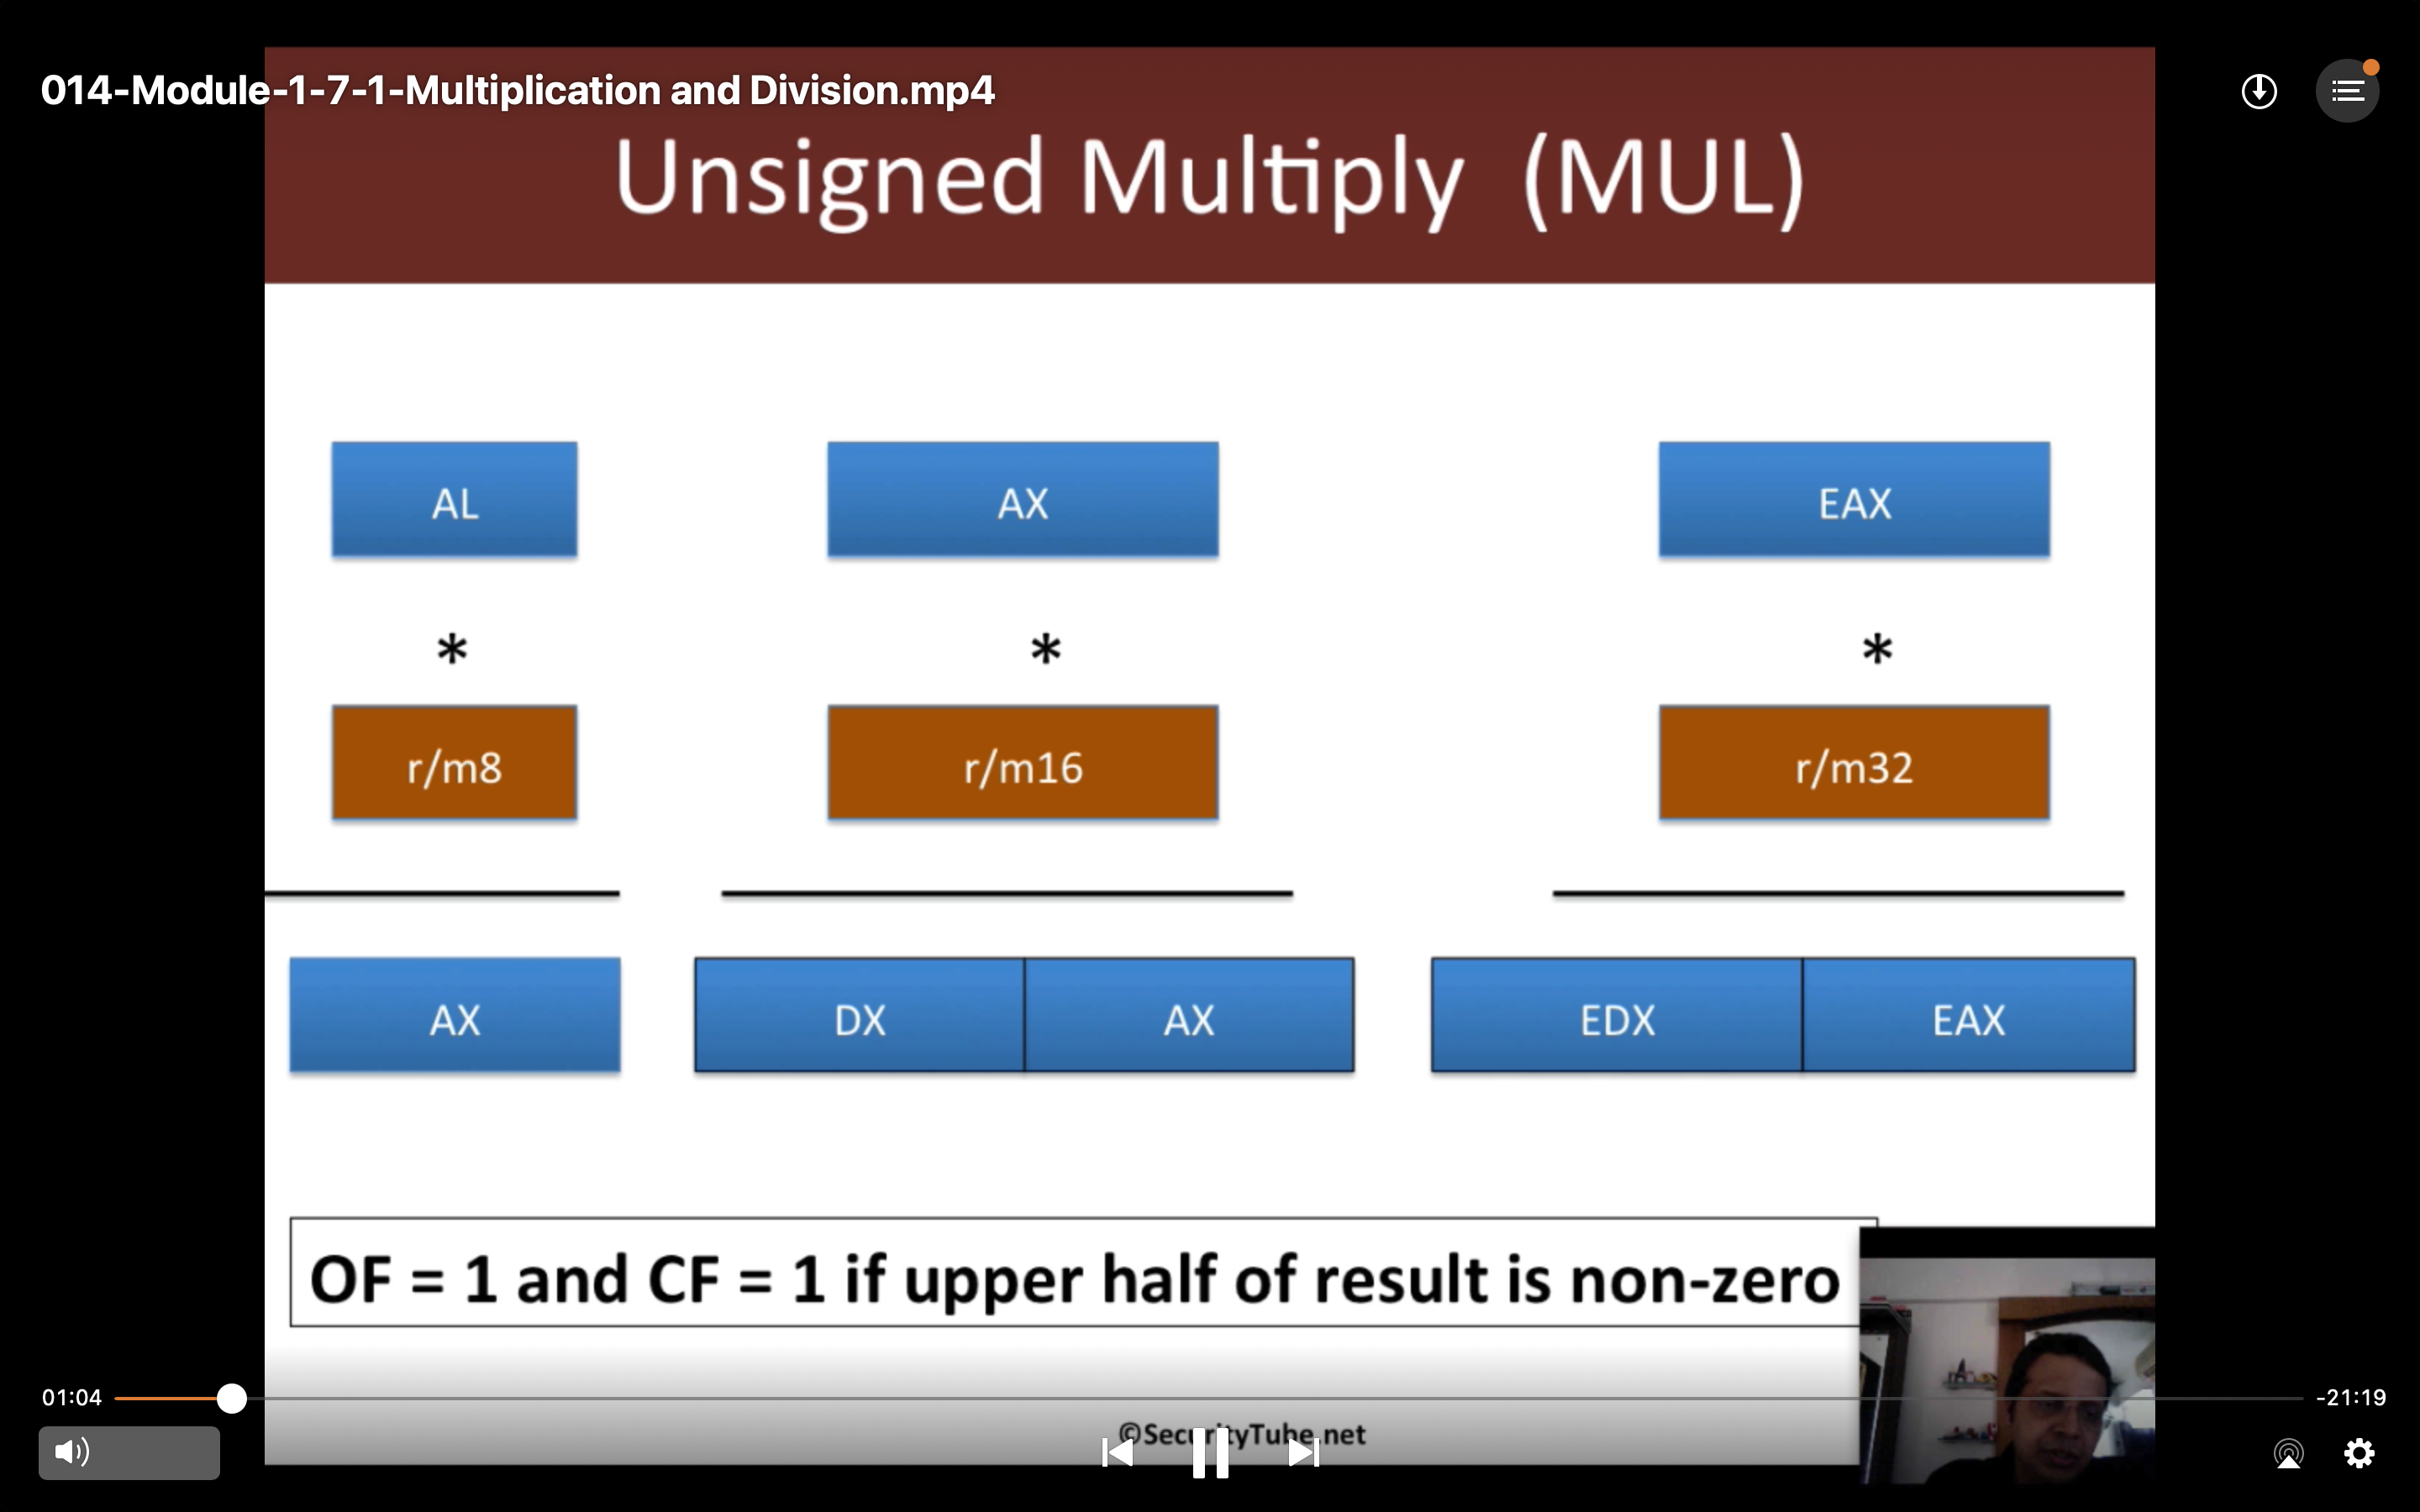 014-Module-1-7-1-Multiplication and Division.mp4
Unsigned Multiply (MUL)
AL AX EAX
* * *
r/m8 r/m16 r/m32
AX DX AX EDX EAX
OF = 1 and CF = 1 if upper half of result is non-zero
01:04 -21:19
©SecurityTube.net